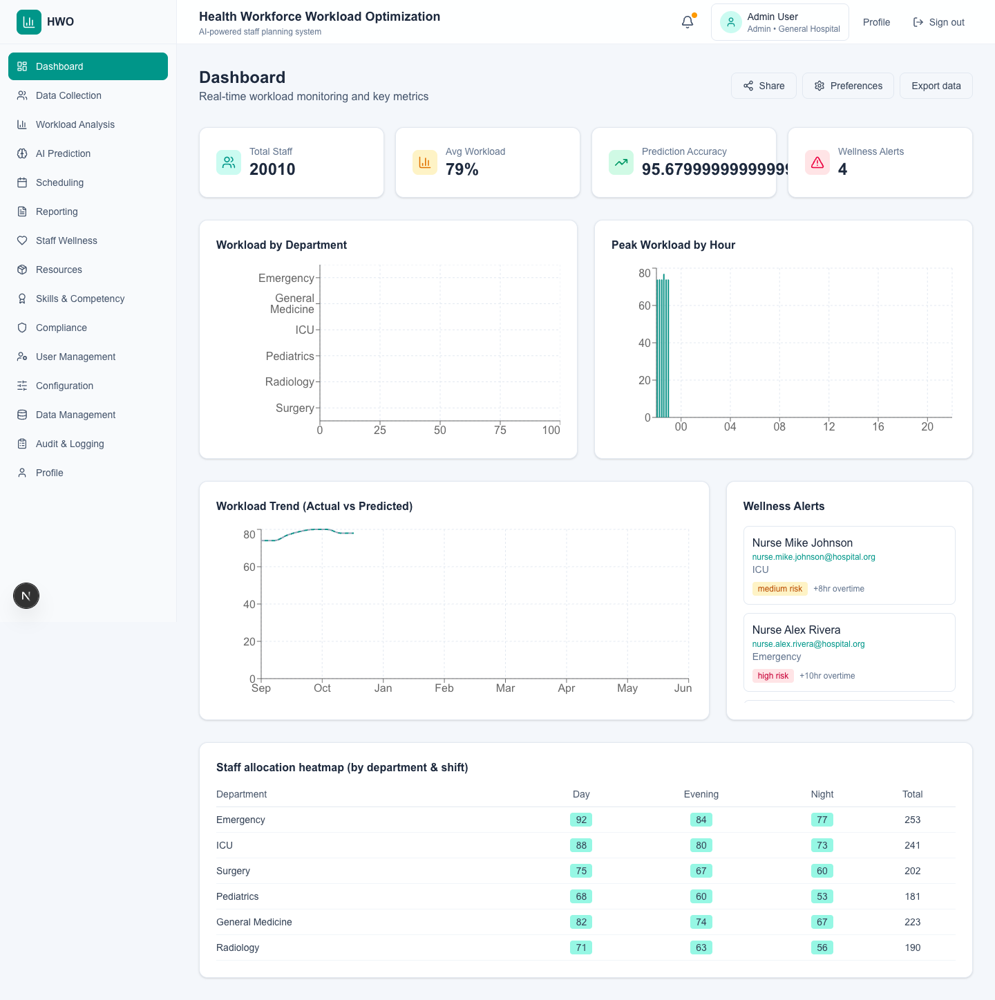 HWO
Health Workforce Workload Optimization
AI-powered staff planning system
Admin User
Admin • General Hospital
Profile
Sign out
Dashboard
Data Collection
Workload Analysis
AI Prediction
Scheduling
Reporting
Staff Wellness
Resources
Skills & Competency
Compliance
User Management
Configuration
Data Management
Audit & Logging
Profile
N
Dashboard
Real-time workload monitoring and key metrics
Share
Preferences
Export data
Total Staff
20010
Avg Workload
79%
Prediction Accuracy
95.67999999999999
Wellness Alerts
4
Workload by Department
Emergency
General
Medicine
ICU
Pediatrics
Radiology
Surgery
0 25 50 75 100
Peak Workload by Hour
80
60
40
20
0
00 04 08 12 16 20
Workload Trend (Actual vs Predicted)
80
60
40
20
0
Sep Oct Jan Feb Mar Apr May Jun
Wellness Alerts
Nurse Mike Johnson
nurse.mike.johnson@hospital.org
ICU
medium risk +8hr overtime
Nurse Alex Rivera
nurse.alex.rivera@hospital.org
Emergency
high risk +10hr overtime
Staff allocation heatmap (by department & shift)
Department Day Evening Night Total
Emergency 92 84 77 253
ICU 88 80 73 241
Surgery 75 67 60 202
Pediatrics 68 60 53 181
General Medicine 82 74 67 223
Radiology 71 63 56 190